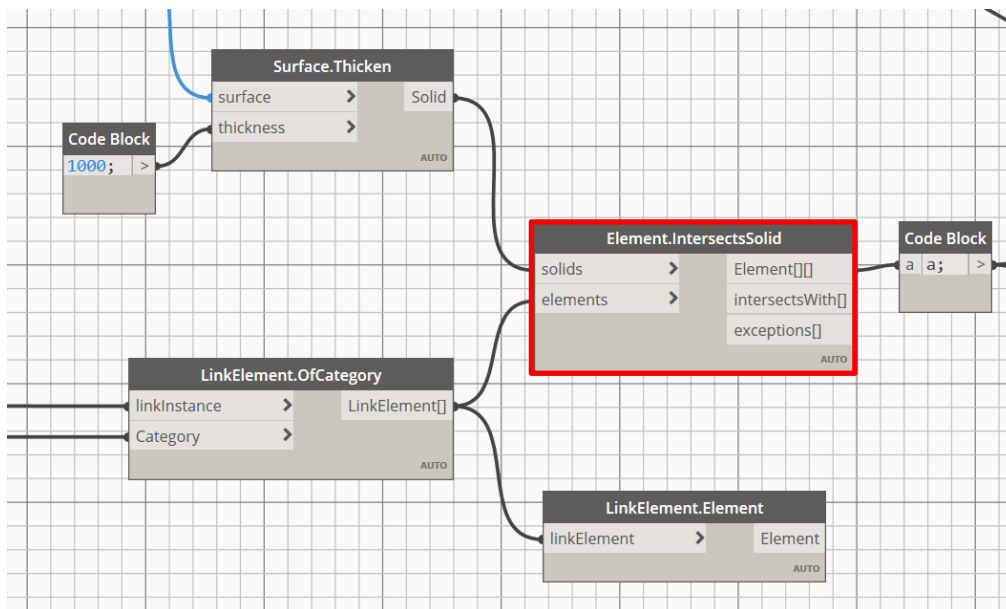 Surface.Thicken
surface > Solid
thickness >
AUTO
Code Block
1000; >
Element.IntersectsSolid
solids > Element[][]
elements > intersectsWith[]
exceptions[]
AUTO
Code Block
a a; >
LinkElement.OfCategory
linkInstance > LinkElement[]
Category >
AUTO
LinkElement.Element
linkElement > Element
AUTO